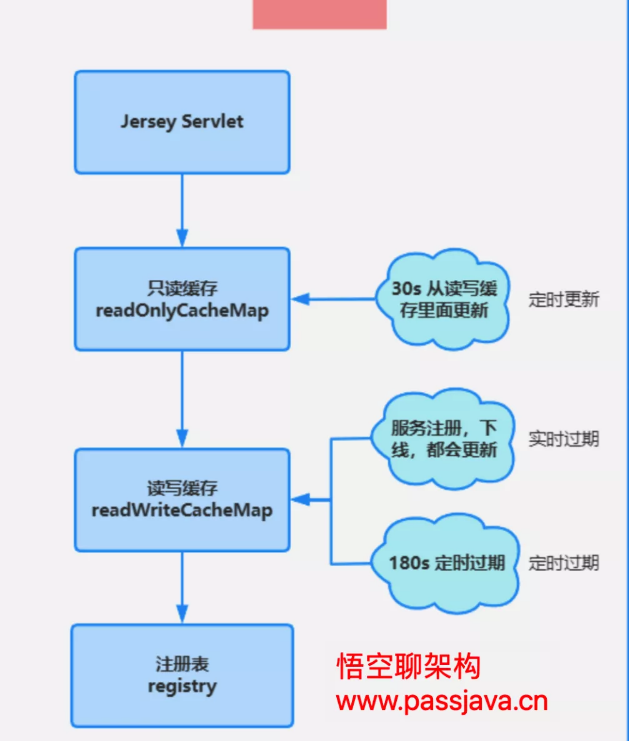 Jersey Servlet
只读缓存
readOnlyCacheMap
30s 从读写缓
存里面更新
定时更新
服务注册，下
线，都会更新
实时过期
读写缓存
readWriteCacheMap
180s 定时过期
定时过期
注册表
registry
悟空聊架构
www.passjava.cn